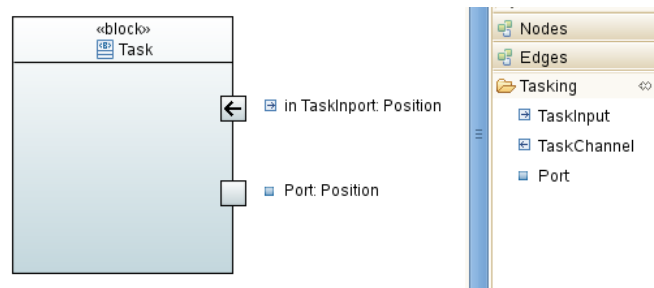 «block»
Task
in TaskInport: Position
Port: Position
Nodes
Edges
Tasking
TaskInput
TaskChannel
Port